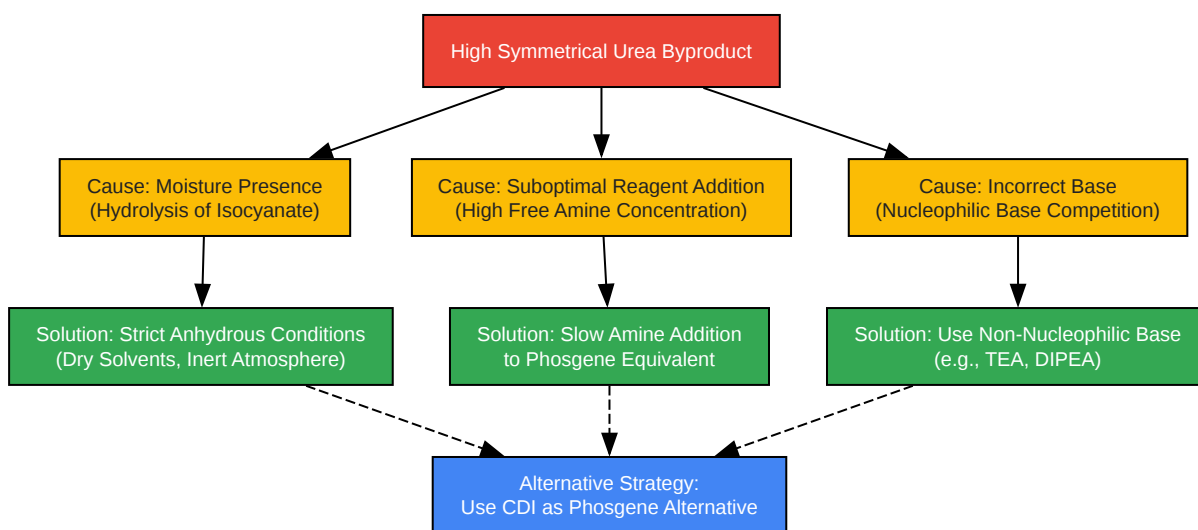 High Symmetrical Urea Byproduct
Cause: Moisture Presence
(Hydrolysis of Isocyanate)
Cause: Suboptimal Reagent Addition
(High Free Amine Concentration)
Cause: Incorrect Base
(Nucleophilic Base Competition)
Solution: Strict Anhydrous Conditions
(Dry Solvents, Inert Atmosphere)
Solution: Slow Amine Addition
to Phosgene Equivalent
Solution: Use Non-Nucleophilic Base
(e.g., TEA, DIPEA)
Alternative Strategy:
Use CDI as Phosgene Alternative